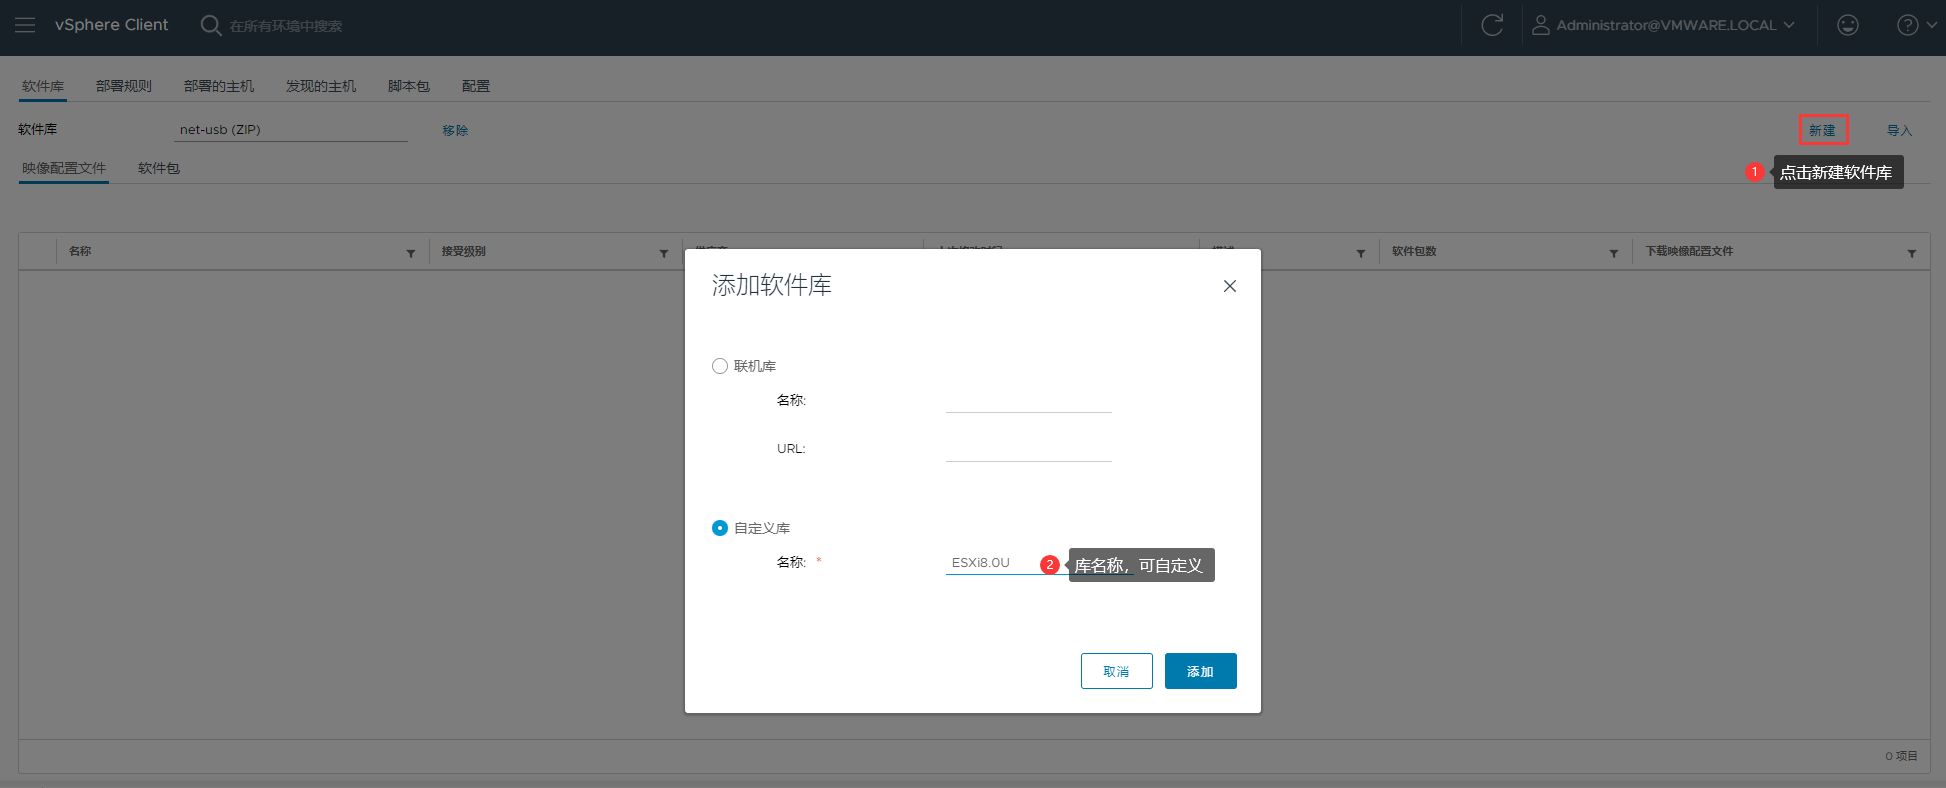 vSphere Client
在所有环境中搜索
Administrator@VMWARE.LOCAL
软件库 部署规则 部署的主机 发现的主机 脚本包 配置
软件库 net-usb (ZIP) 移除 新建 导入
映像配置文件 软件包
1 点击新建软件库
名称 接受级别 软件包数 下载映像配置文件
添加软件库
联机库
名称:
URL:
自定义库
名称: * ESXi8.0U
2 库名称，可自定义
取消 添加
0 项目